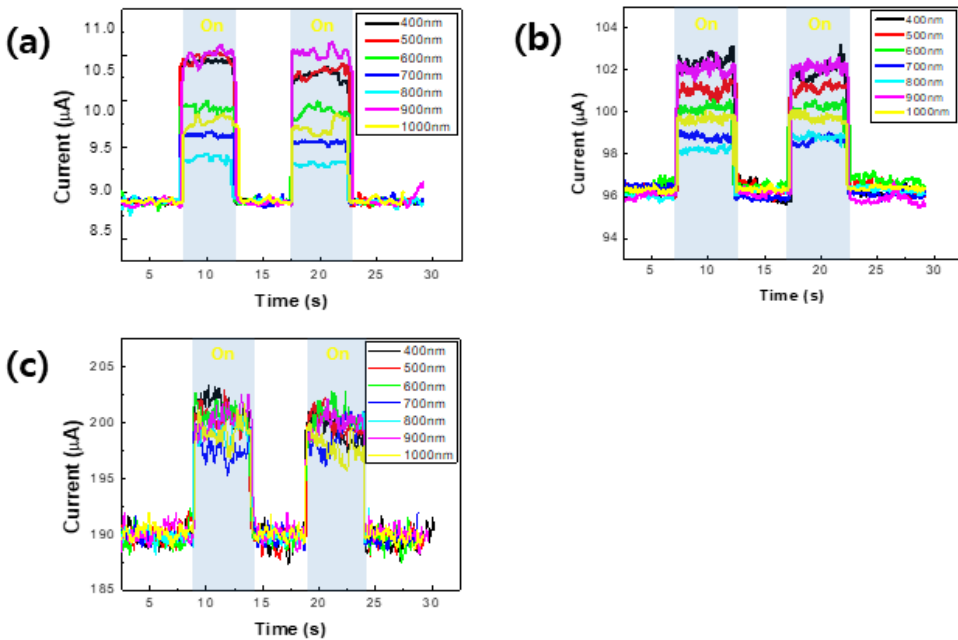 (a)
On
On
400nm
500nm
600nm
700nm
800nm
900nm
1000nm
11.0
10.5
10.0
9.5
9.0
8.5
Current (μA)
5
10
15
20
25
30
Time (s)
(b)
On
On
400nm
500nm
600nm
700nm
800nm
900nm
1000nm
104
102
100
98
96
94
Current (μA)
5
10
15
20
25
30
Time (s)
(c)
On
On
400nm
500nm
600nm
700nm
800nm
900nm
1000nm
205
200
195
190
185
Current (μA)
5
10
15
20
25
30
Time (s)